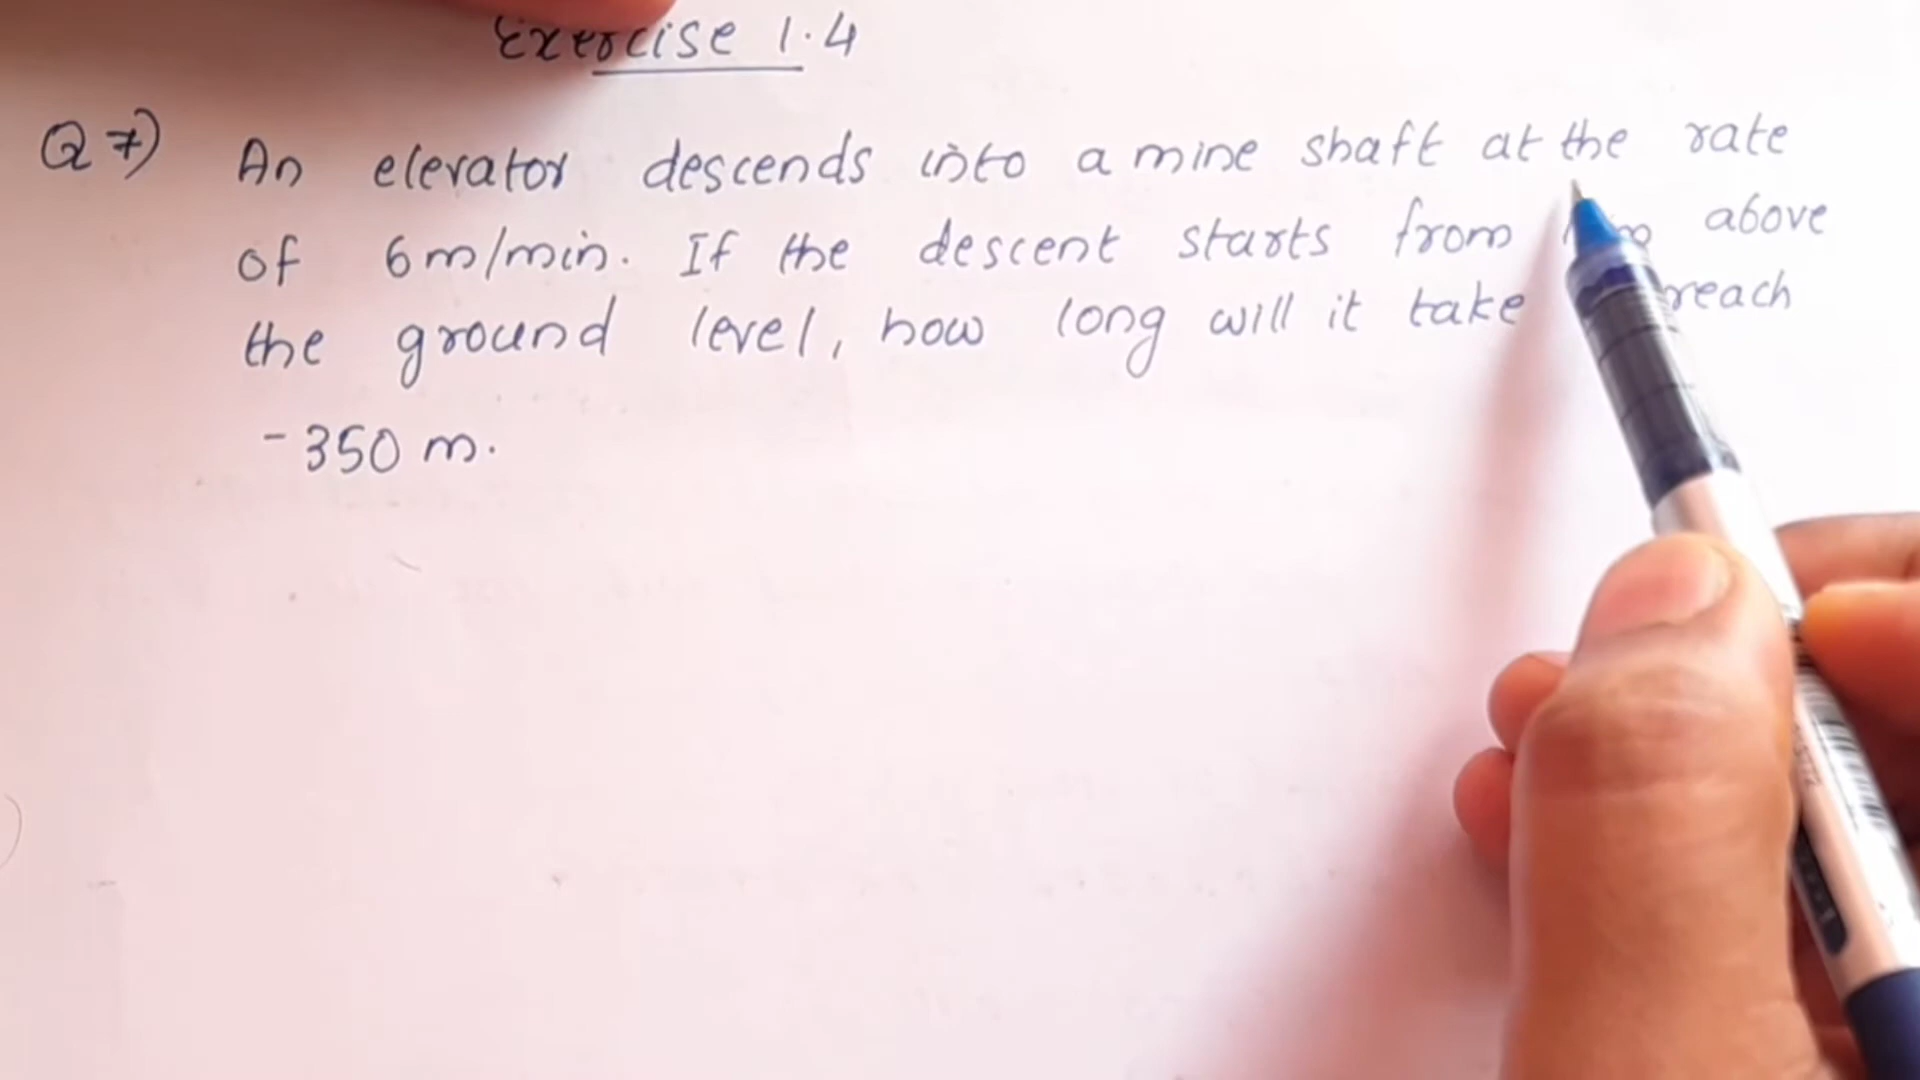 Exercise 1.4
Q 7) An elevator descends into a mine shaft at the rate
of 6m/min. If the descent starts from above
the ground level, how long will it take reach
-350 m.